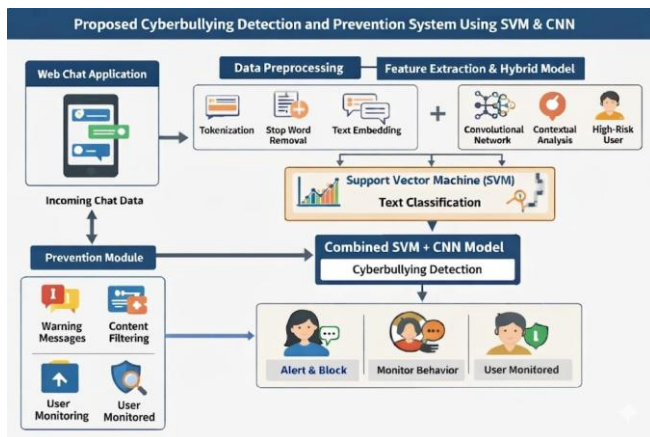 Proposed Cyberbullying Detection and Prevention System Using SVM & CNN
Web Chat Application
Incoming Chat Data
Data Preprocessing
Feature Extraction & Hybrid Model
Tokenization
Stop Word
Removal
Text Embedding
+
Convolutional
Network
Contextual
Analysis
High-Risk
User
Support Vector Machine (SVM)
Text Classification
Combined SVM + CNN Model
Cyberbullying Detection
Prevention Module
Warning
Messages
Content
Filtering
User
Monitoring
User
Monitored
Alert & Block
Monitor Behavior
User Monitored